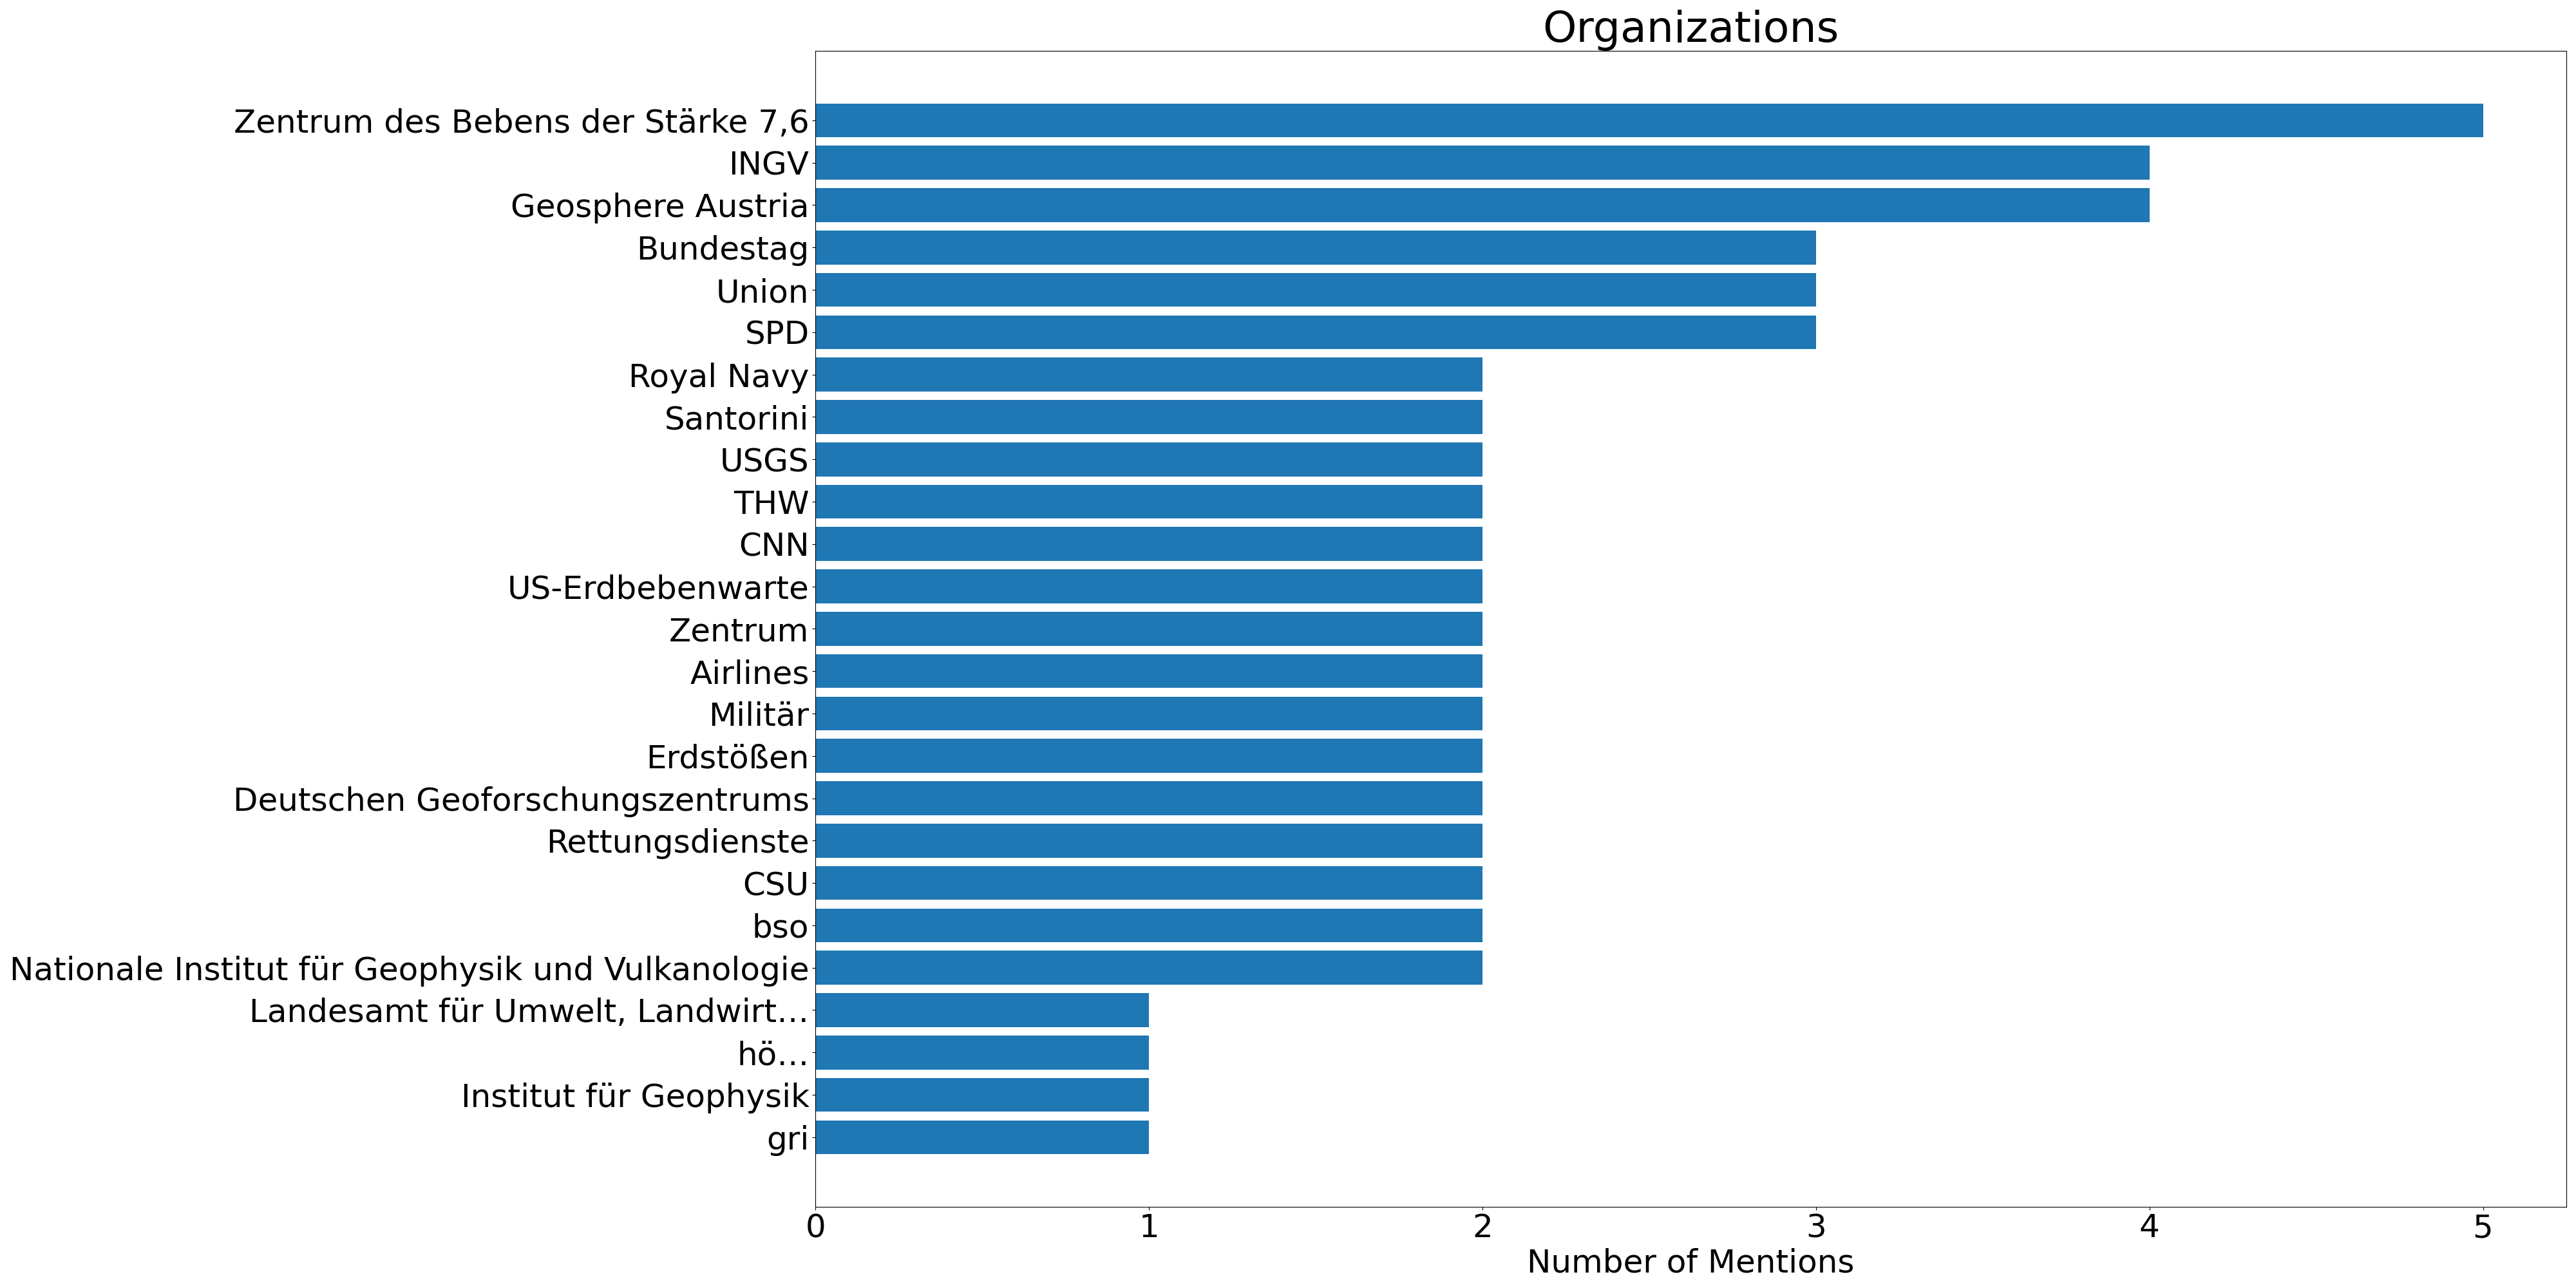 Organizations
Zentrum des Bebens der Stärke 7,6
INGV
Geosphere Austria
Bundestag
Union
SPD
Royal Navy
Santorini
USGS
THW
CNN
US-Erdbebenwarte
Zentrum
Airlines
Militär
Erdstößen
Deutschen Geoforschungszentrums
Rettungsdienste
CSU
bso
Nationale Institut für Geophysik und Vulkanologie
Landesamt für Umwelt, Landwirt...
hö...
Institut für Geophysik
gri
0 1 2 3 4 5
Number of Mentions